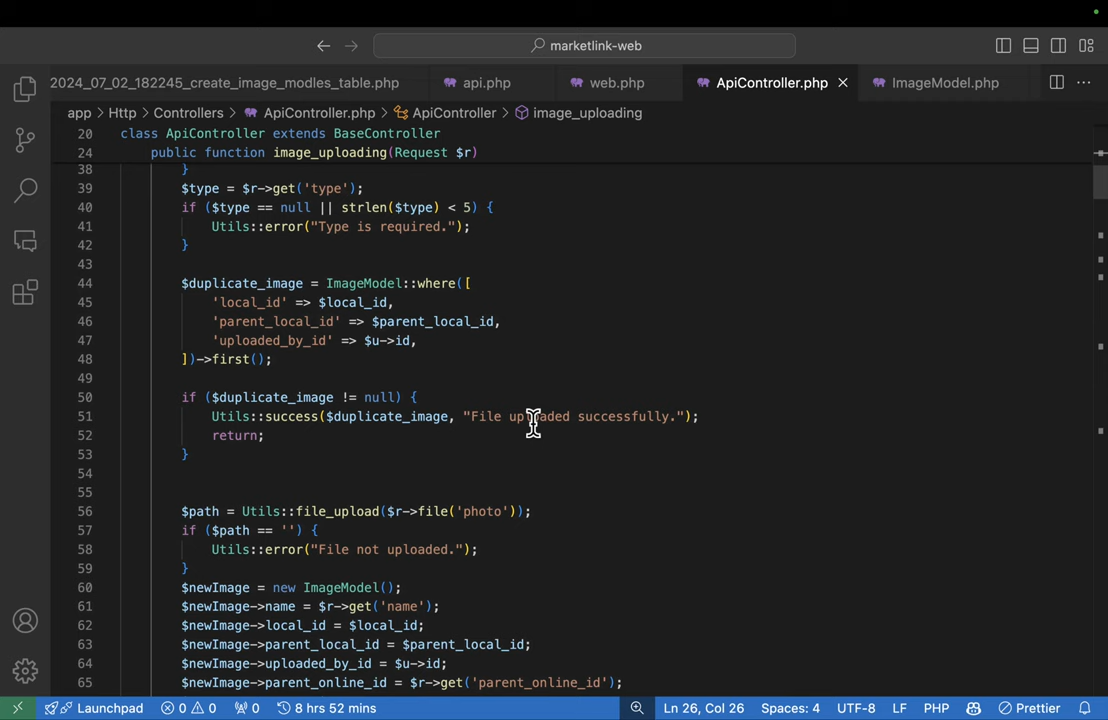 marketlink-web
2024_07_02_182245_create_image_modles_table.php api.php web.php ApiController.php ImageModel.php
app > Http > Controllers > ApiController.php > ApiController > image_uploading
20 class ApiController extends BaseController
24 public function image_uploading(Request $r)
38 }
39 $type = $r->get('type');
40 if ($type == null || strlen($type) < 5) {
41 Utils::error("Type is required.");
42 }
43
44 $duplicate_image = ImageModel::where([
45 'local_id' => $local_id,
46 'parent_local_id' => $parent_local_id,
47 'uploaded_by_id' => $u->id,
48 ])->first();
49
50 if ($duplicate_image != null) {
51 Utils::success($duplicate_image, "File uploaded successfully.");
52 return;
53 }
54
55
56 $path = Utils::file_upload($r->file('photo'));
57 if ($path == '') {
58 Utils::error("File not uploaded.");
59 }
60 $newImage = new ImageModel();
61 $newImage->name = $r->get('name');
62 $newImage->local_id = $local_id;
63 $newImage->parent_local_id = $parent_local_id;
64 $newImage->uploaded_by_id = $u->id;
65 $newImage->parent_online_id = $r->get('parent_online_id');
Launchpad 0 0 0 8 hrs 52 mins Ln 26, Col 26 Spaces: 4 UTF-8 LF PHP Prettier